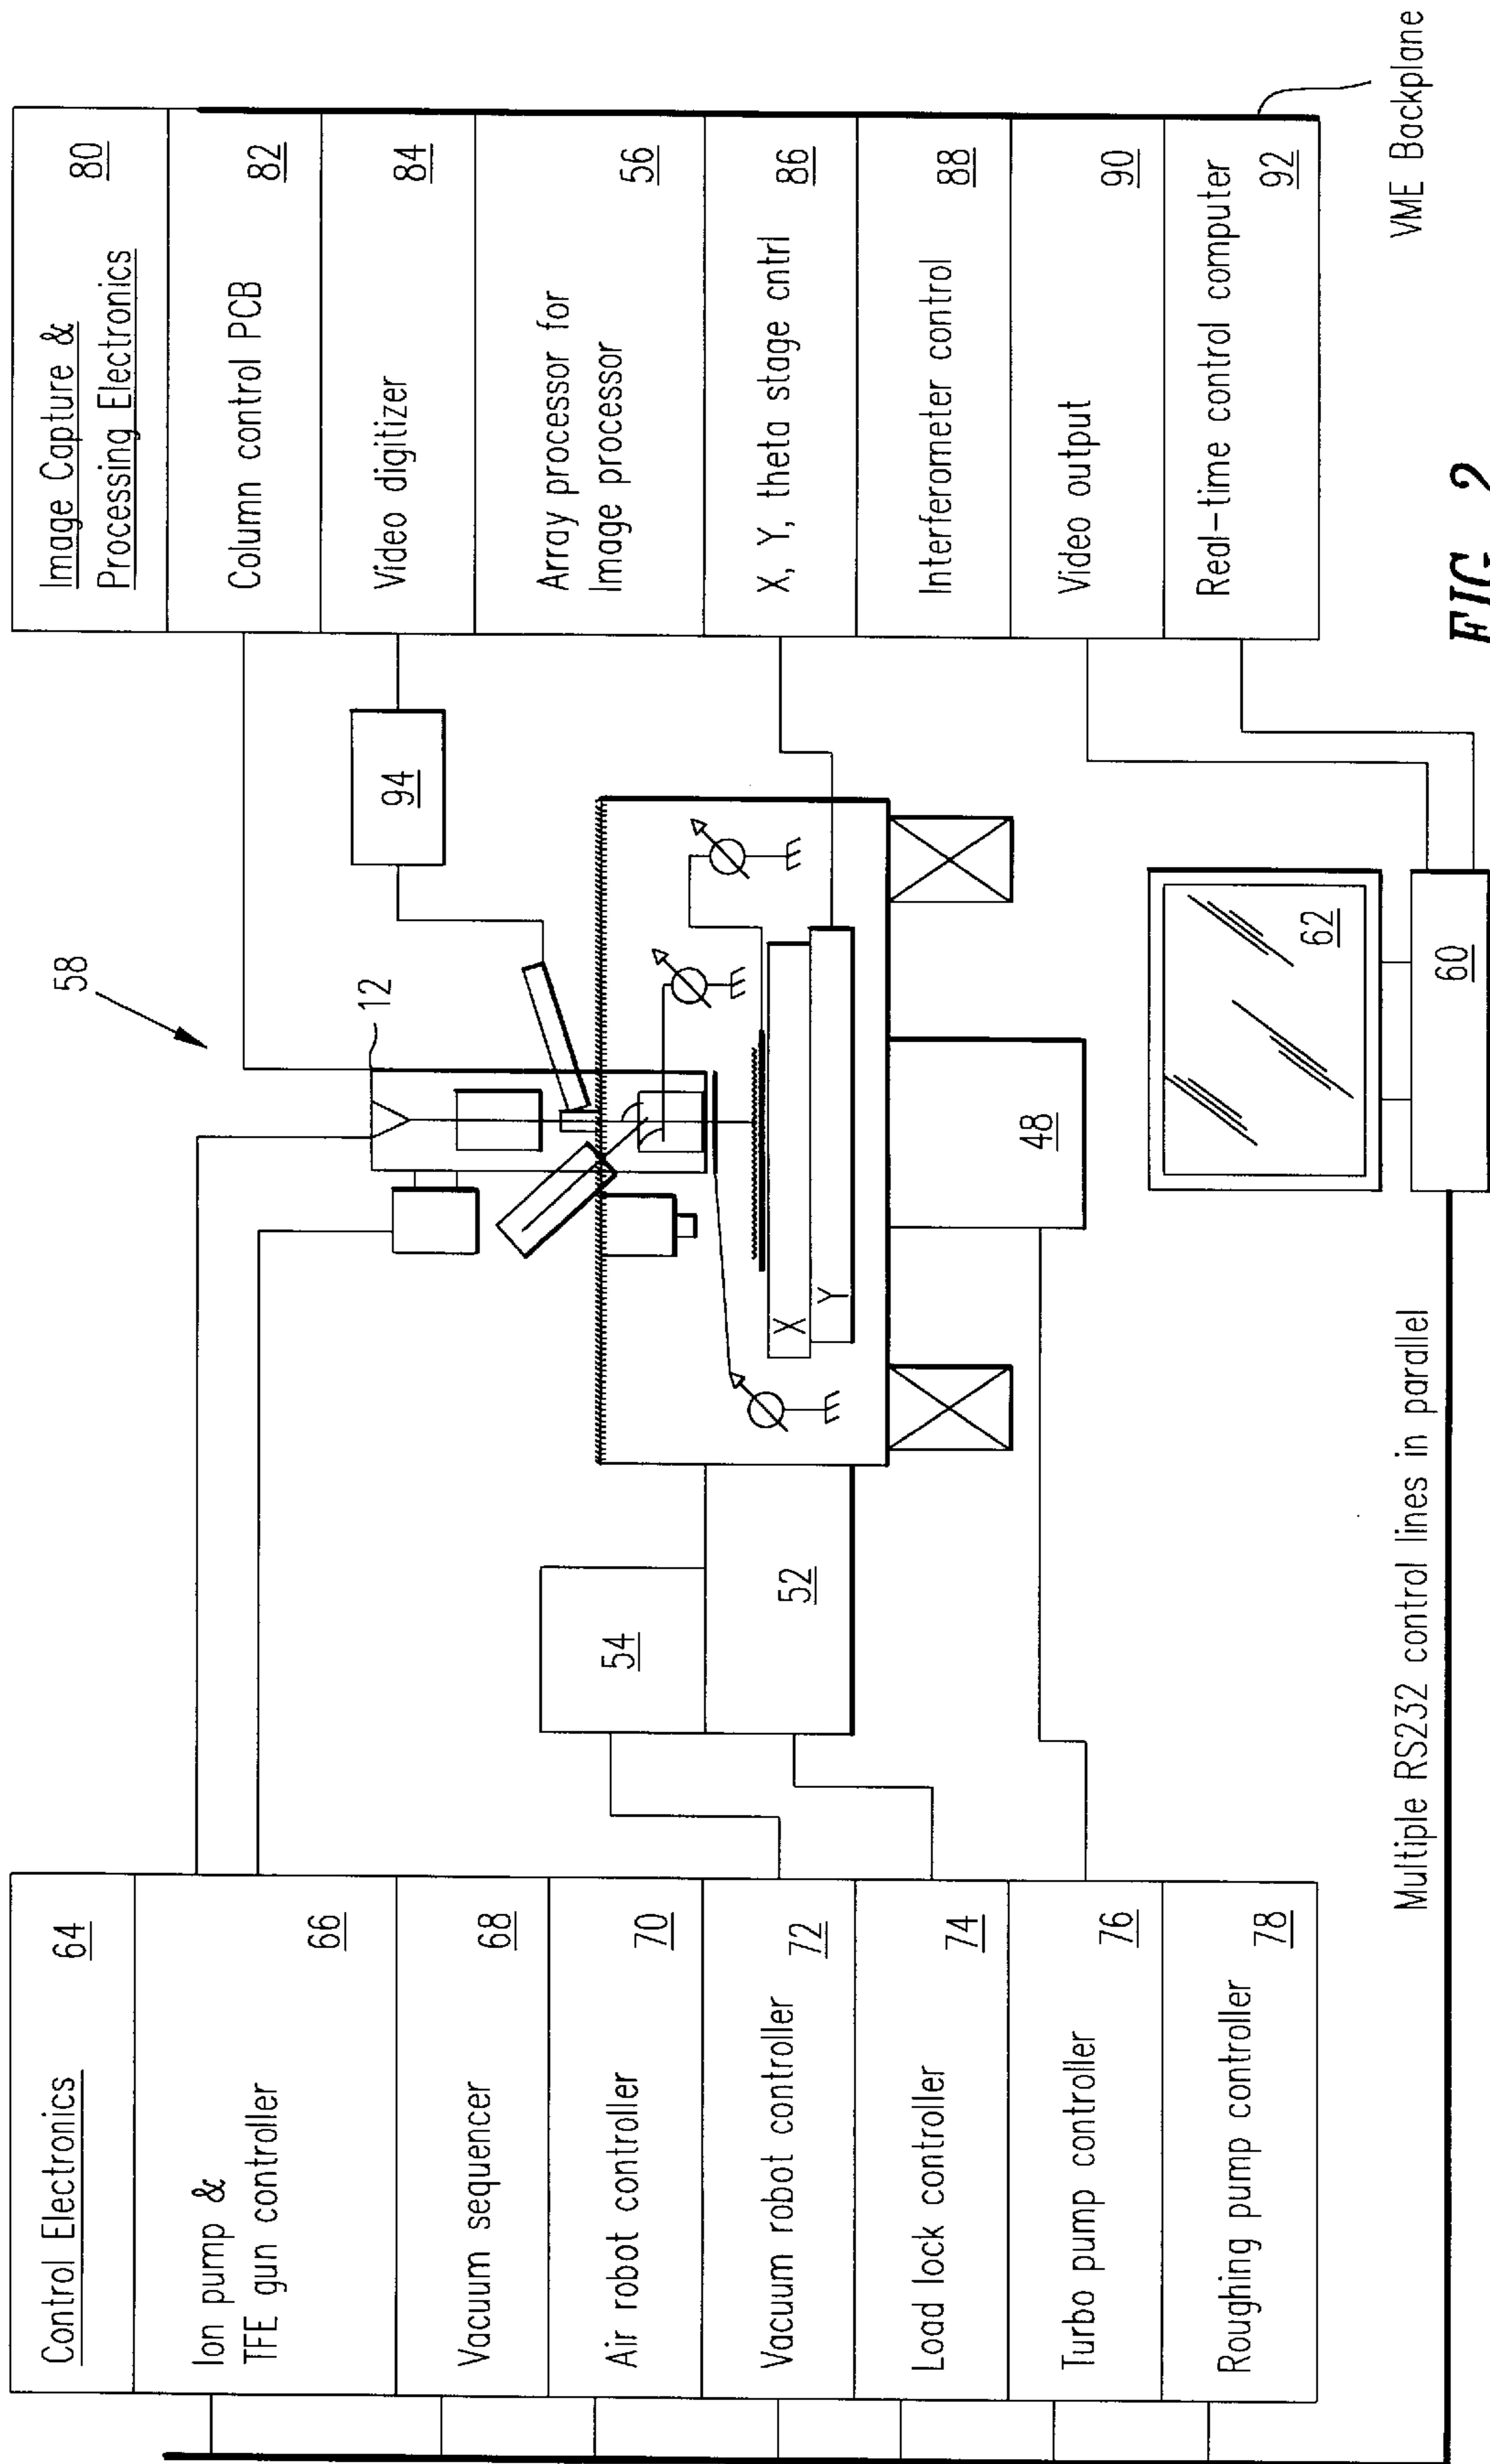 Control Electronics 64
Ion pump &
TFE gun controller 66
Vacuum sequencer 68
Air robot controller 70
Vacuum robot controller 72
Load lock controller 74
Turbo pump controller 76
Roughing pump controller 78
Multiple RS232 control lines in parallel
54
52
58
12
X
Y
48
94
62
60
Image Capture &
Processing Electronics 80
Column control PCB 82
Video digitizer 84
Array processor for
Image processor 56
X, Y, theta stage cntrl 86
Interferometer control 88
Video output 90
Real-time control computer 92
VME Backplane
FIG. 2